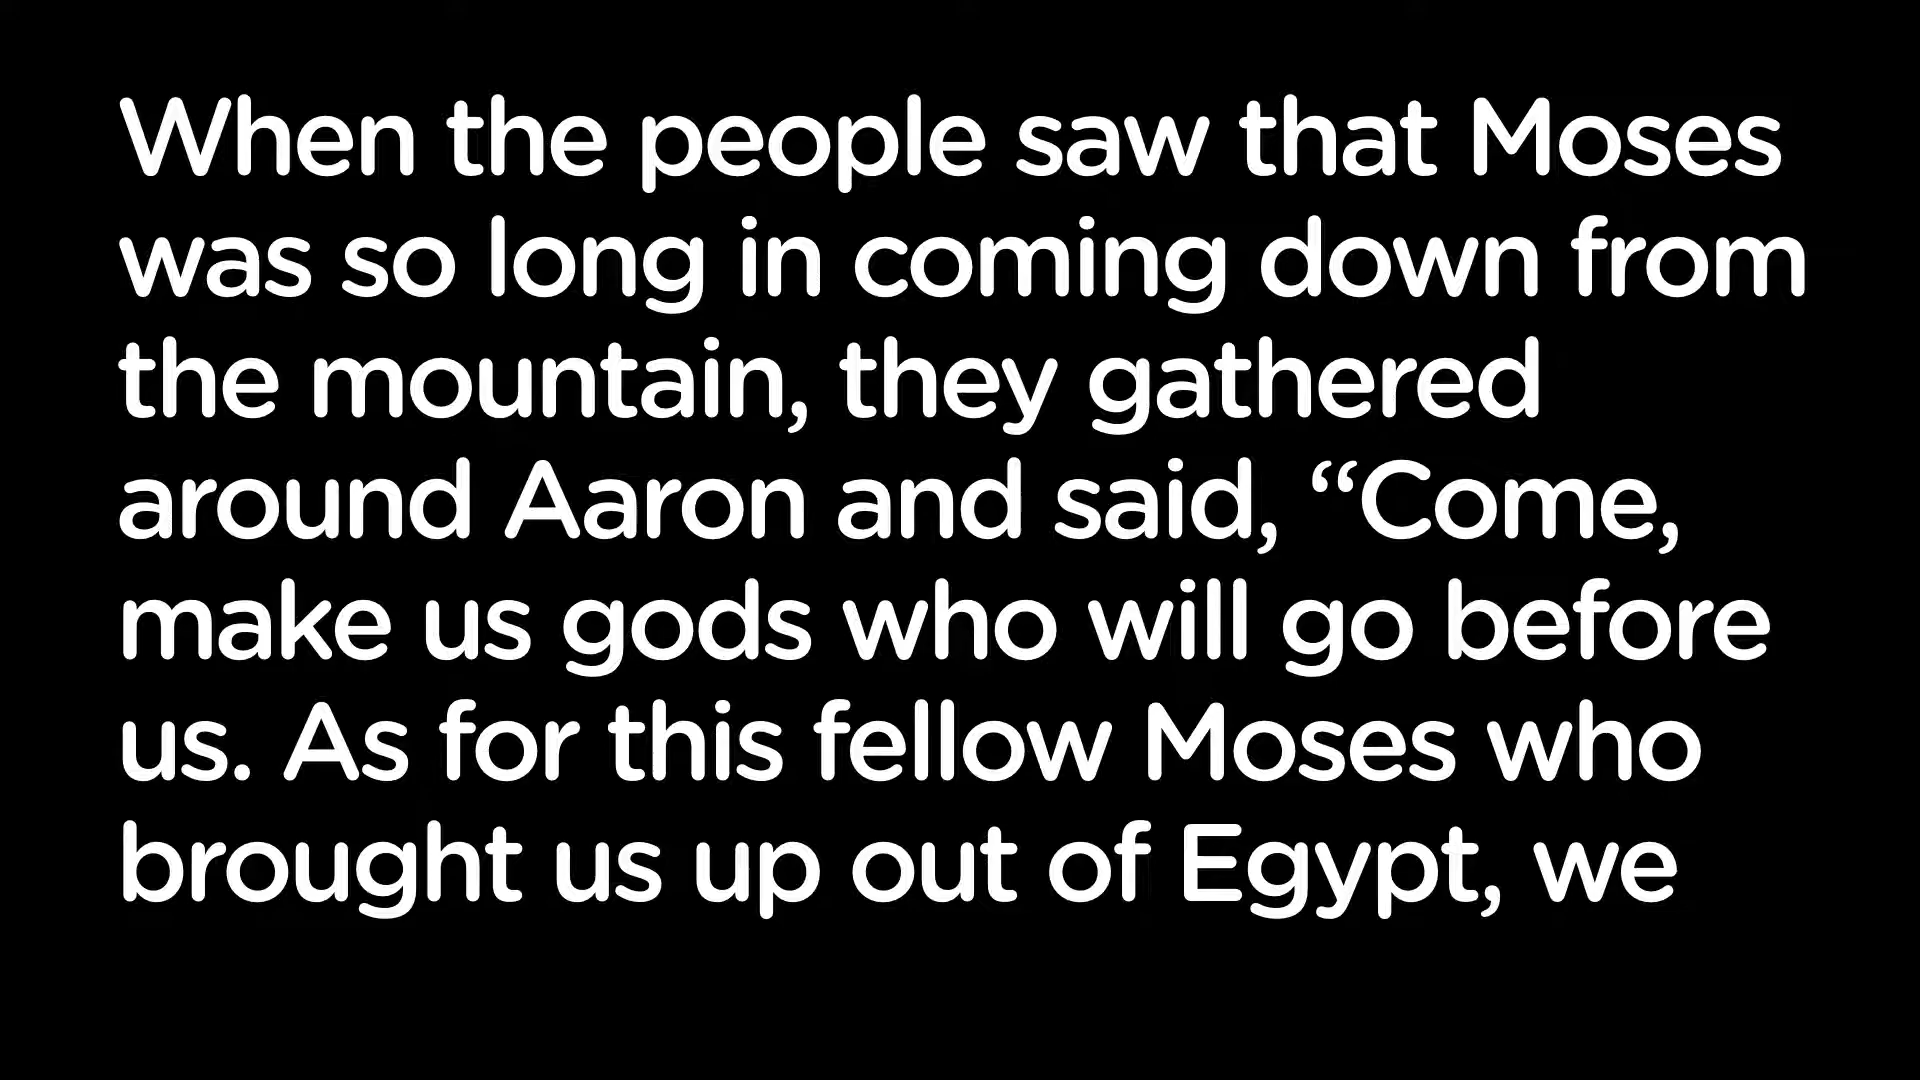 When the people saw that Moses
was so long in coming down from
the mountain, they gathered
around Aaron and said, “Come,
make us gods who will go before
us. As for this fellow Moses who
brought us up out of Egypt, we